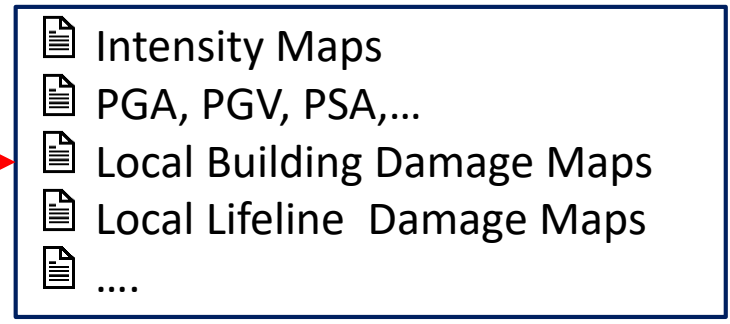 Intensity Maps
PGA, PGV, PSA,...
Local Building Damage Maps
Local Lifeline  Damage Maps
....